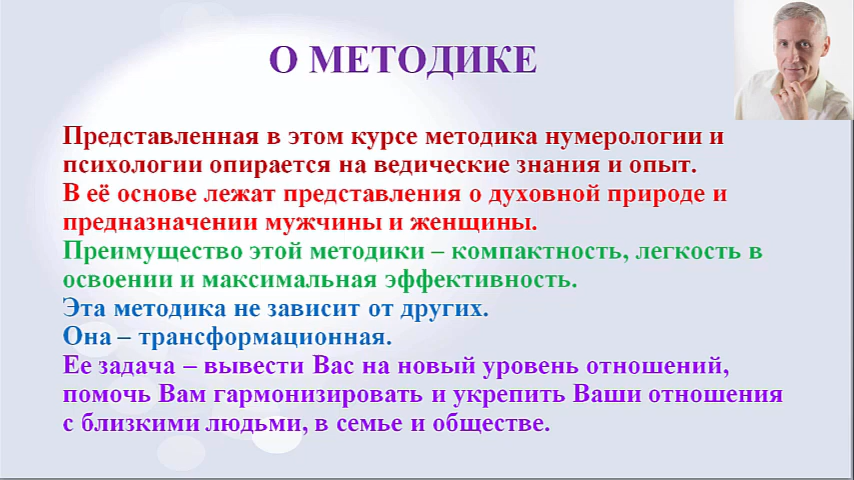 О МЕТОДИКЕ
Представленная в этом курсе методика нумерологии и
психологии опирается на ведические знания и опыт.
В её основе лежат представления о духовной природе и
предназначении мужчины и женщины.
Преимущество этой методики – компактность, легкость в
освоении и максимальная эффективность.
Эта методика не зависит от других.
Она – трансформационная.
Ее задача – вывести Вас на новый уровень отношений,
помочь Вам гармонизировать и укрепить Ваши отношения
с близкими людьми, в семье и обществе.